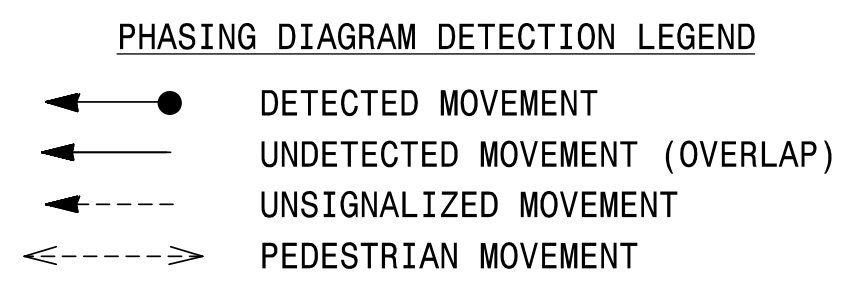 PHASING DIAGRAM DETECTION LEGEND
DETECTED MOVEMENT
UNDETECTED MOVEMENT (OVERLAP)
UNSIGNALIZED MOVEMENT
PEDESTRIAN MOVEMENT